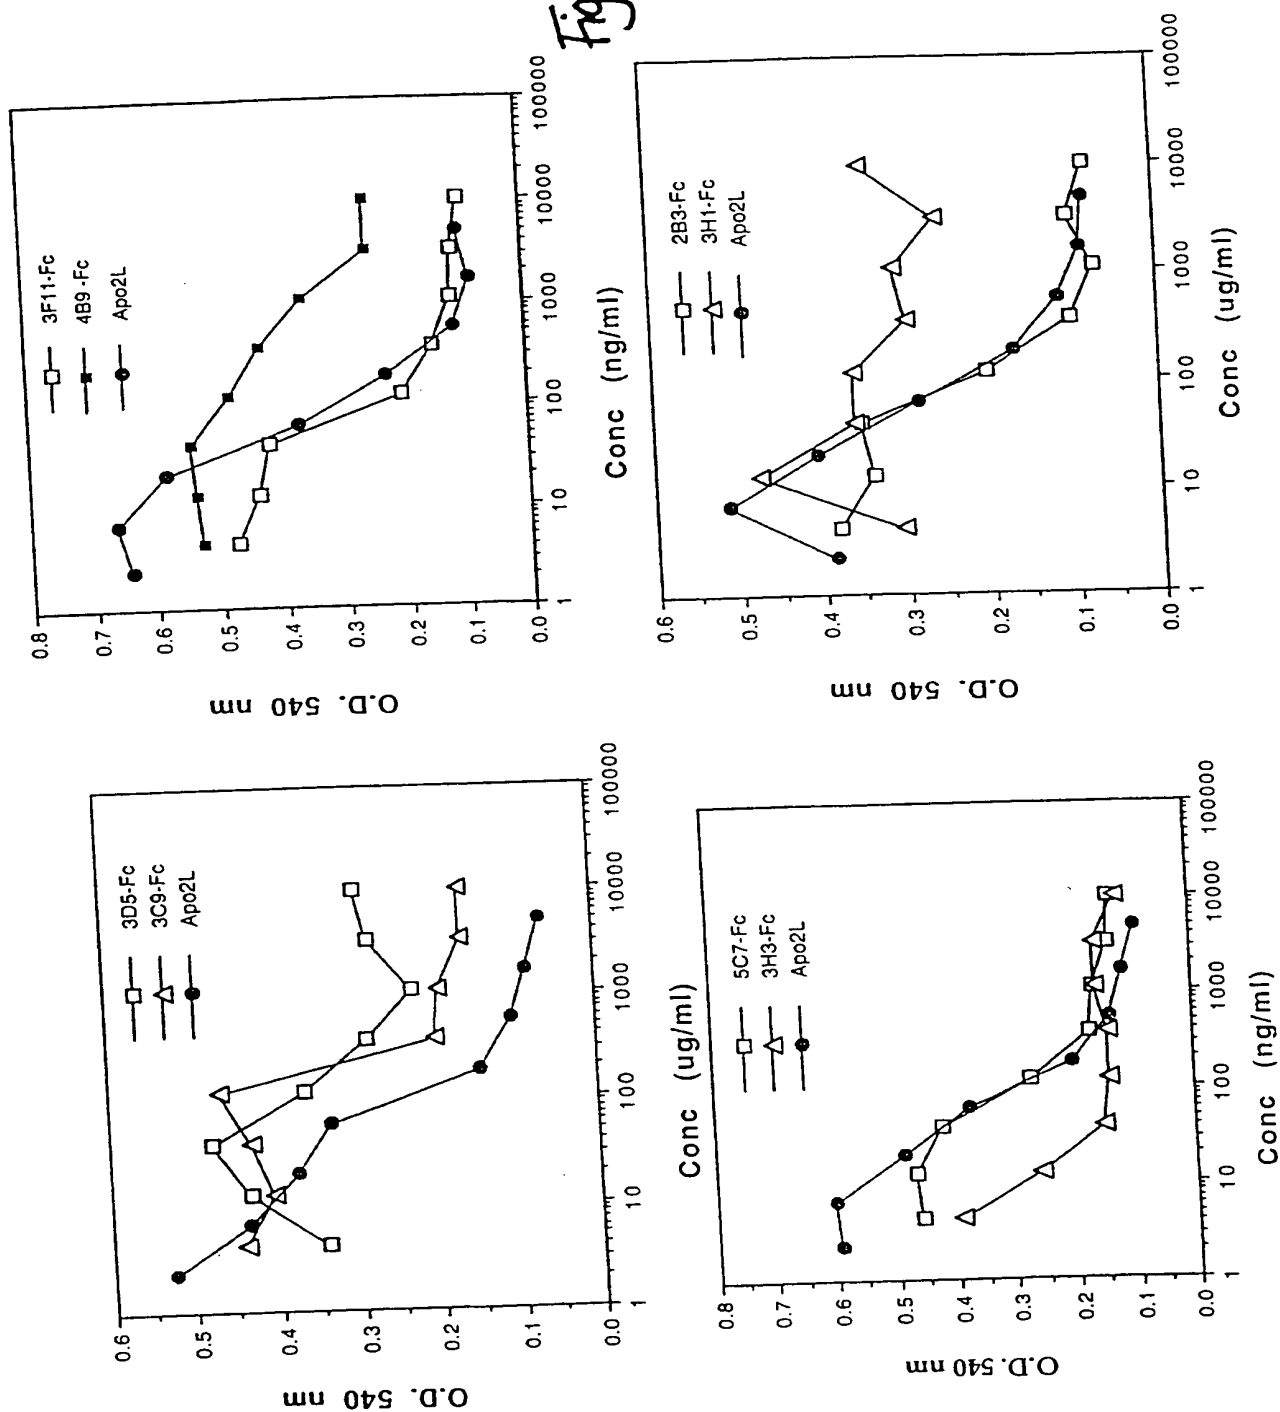 Fig
3F11-Fc
4B9-Fc
Apo2L
O.D. 540 nm
0.8
0.7
0.6
0.5
0.4
0.3
0.2
0.1
0.0
1
10
100
1000
10000
100000
Conc (ng/ml)
2B3-Fc
3H1-Fc
Apo2L
O.D. 540 nm
0.6
0.5
0.4
0.3
0.2
0.1
0.0
1
10
100
1000
10000
100000
Conc (ug/ml)
3D5-Fc
3C9-Fc
Apo2L
O.D. 540 nm
0.6
0.5
0.4
0.3
0.2
0.1
0.0
1
10
100
1000
10000
100000
Conc (ug/ml)
5C7-Fc
3H3-Fc
Apo2L
O.D. 540 nm
0.8
0.7
0.6
0.5
0.4
0.3
0.2
0.1
0.0
1
10
100
1000
10000
100000
Conc (ng/ml)